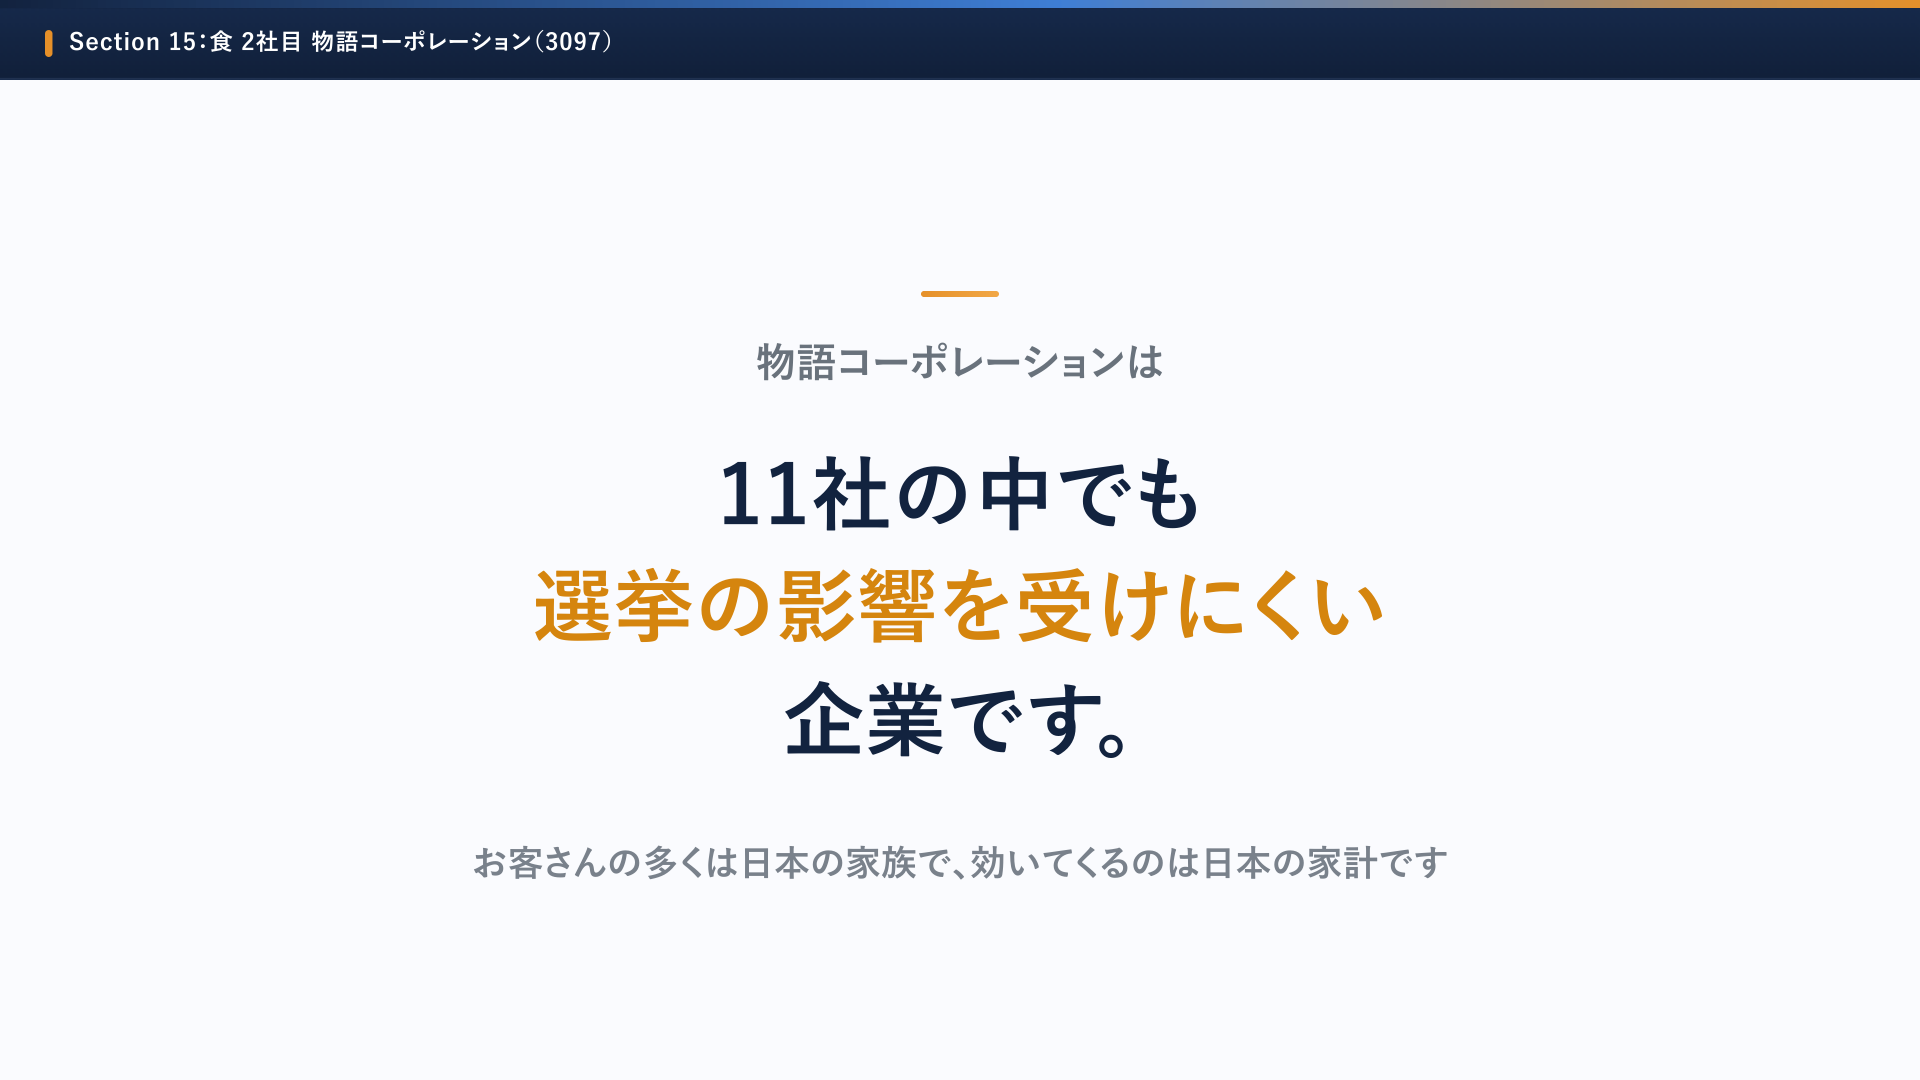 Section 15：食 2社目 物語コーポレーション（3097）
物語コーポレーションは
11社の中でも
選挙の影響を受けにくい
企業です。
お客さんの多くは日本の家族で、効いてくるのは日本の家計です